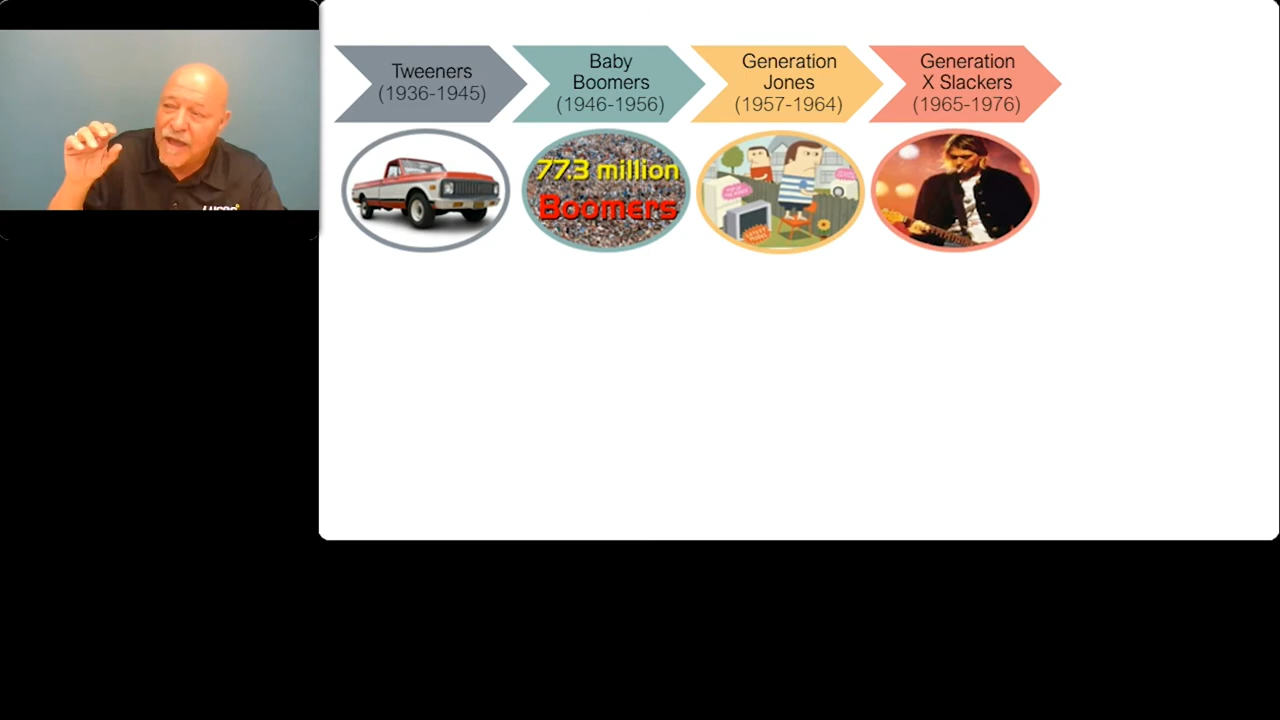 Tweeners
(1936-1945)
Baby
Boomers
(1946-1956)
Generation
Jones
(1957-1964)
Generation
X Slackers
(1965-1976)
77.3 million
Boomers